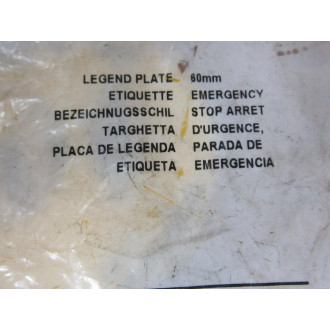 LEGEND PLATE 60mm
ETIQUETTE EMERGENCY
BEZEICHNUGSSCHIL STOP ARRET
TARGHETTA D'URGENCE,
PLACA DE LEGENDA PARADA DE
ETIQUETA EMERGENCIA